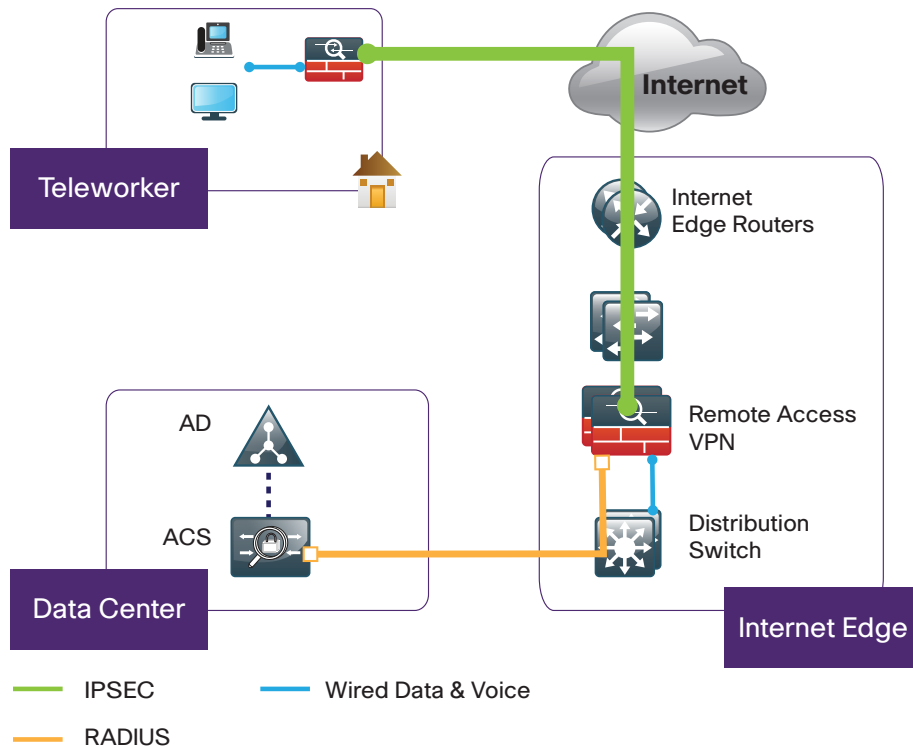 Internet
Teleworker
Internet
Edge Routers
AD
Remote Access
VPN
ACS
Distribution
Switch
Data Center
Internet Edge
IPSEC
Wired Data & Voice
RADIUS